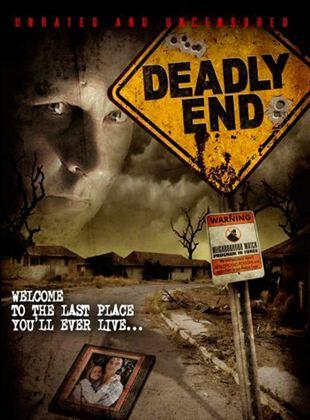 UNRATED AND UNCENSORED
DEADLY
END
WARNING
NEIGHBORHOOD WATCH
PROGRAM IN FORCE
WELCOME
TO THE LAST PLACE
YOU'LL EVER LIVE...